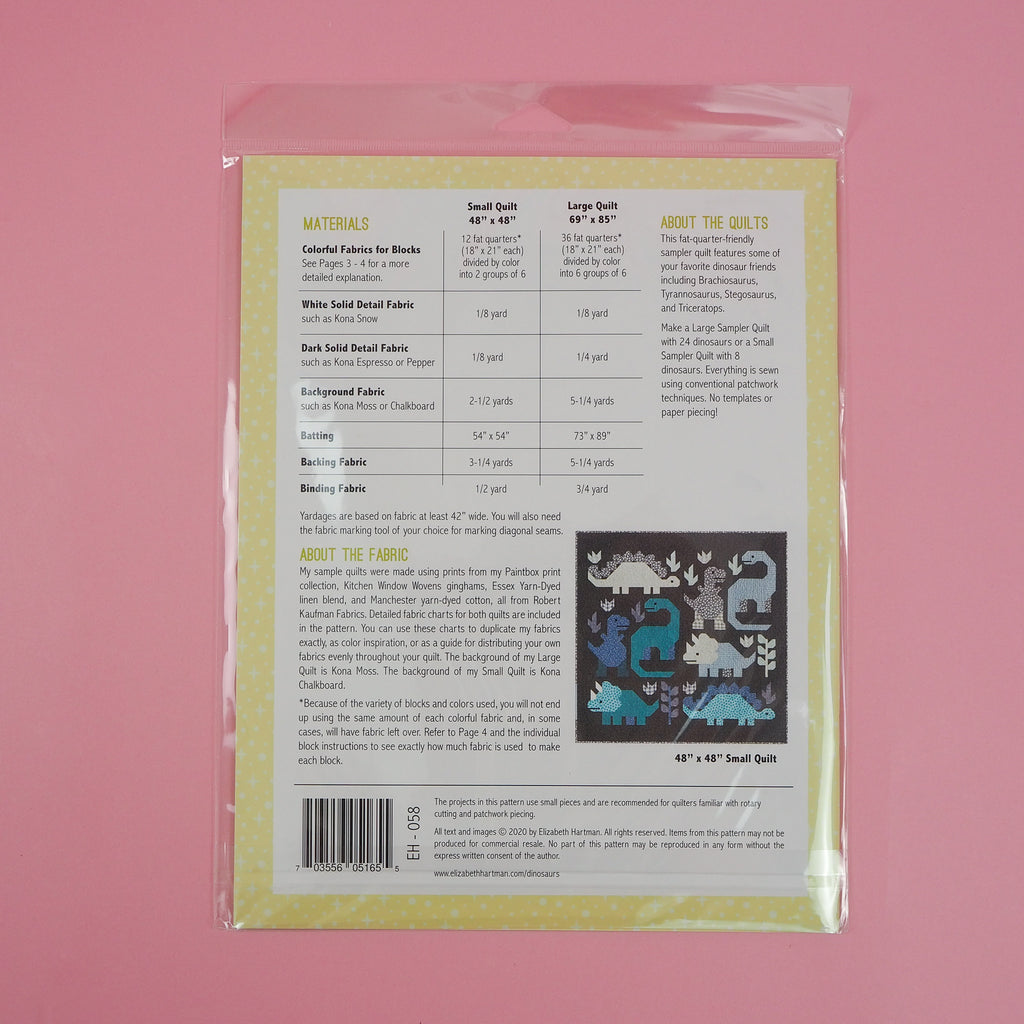 MATERIALS
Small Quilt
48" x 48"
Large Quilt
69" x 85"
Colorful Fabrics for Blocks
See Pages 3 - 4 for a more
detailed explanation.
12 fat quarters*
(18" x 21" each)
divided by color
into 2 groups of 6
36 fat quarters*
(18" x 21" each)
divided by color
into 6 groups of 6
White Solid Detail Fabric
such as Kona Snow
1/8 yard
1/8 yard
Dark Solid Detail Fabric
such as Kona Espresso or Pepper
1/8 yard
1/4 yard
Background Fabric
such as Kona Moss or Chalkboard
2-1/2 yards
5-1/4 yards
Batting
54" x 54"
73" x 89"
Backing Fabric
3-1/4 yards
5-1/4 yards
Binding Fabric
1/2 yard
3/4 yard
Yardages are based on fabric at least 42" wide. You will also need
the fabric marking tool of your choice for marking diagonal seams.
ABOUT THE QUILTS
This fat-quarter-friendly
sampler quilt features some of
your favorite dinosaur friends
including Brachiosaurus,
Tyrannosaurus, Stegosaurus,
and Triceratops.
Make a Large Sampler Quilt
with 24 dinosaurs or a Small
Sampler Quilt with 8
dinosaurs. Everything is sewn
using conventional patchwork
techniques. No templates or
paper piecing!
ABOUT THE FABRIC
My sample quilts were made using prints from my Paintbox print
collection, Kitchen Window Wovens ginghams, Essex Yarn-Dyed
linen blend, and Manchester yarn-dyed cotton, all from Robert
Kaufman Fabrics. Detailed fabric charts for both quilts are included
in the pattern. You can use these charts to duplicate my fabrics
exactly, as color inspiration, or as a guide for distributing your own
fabrics evenly throughout your quilt. The background of my Large
Quilt is Kona Moss. The background of my Small Quilt is Kona
Chalkboard.
*Because of the variety of blocks and colors used, you will not end
up using the same amount of each colorful fabric and, in some
cases, will have fabric left over. Refer to Page 4 and the individual
block instructions to see exactly how much fabric is used to make
each block.
48" x 48" Small Quilt
7 03556 05165 5
EH - 058
The projects in this pattern use small pieces and are recommended for quilters familiar with rotary
cutting and patchwork piecing.
All text and images © 2020 by Elizabeth Hartman. All rights reserved. Items from this pattern may not be
produced for commercial resale. No part of this pattern may be reproduced in any form without the
express written consent of the author.
www.elizabethhartman.com/dinosaurs